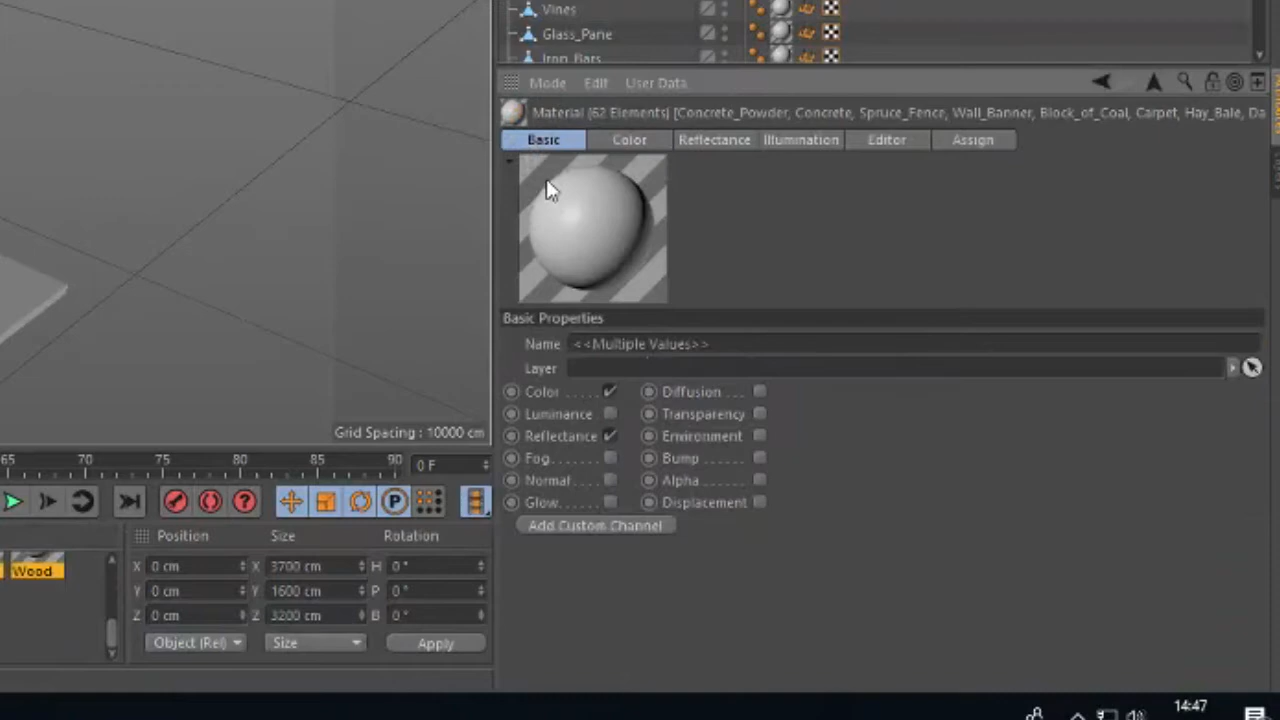 Vines
Glass_Pane
Iron_Bars
Mode Edit User Data
Material (62 Elements) [Concrete_Powder, Concrete, Spruce_Fence, Wall_Banner, Block_of_Coal, Carpet, Hay_Bale, Da
Basic Color Reflectance Illumination Editor Assign
Basic Properties
Name <<Multiple Values>>
Layer
Color . . . . . Diffusion . . . .
Luminance Transparency
Reflectance Environment
Fog. . . . . . . Bump . . . . . . .
Normal . . . . Alpha . . . . . . .
Glow. . . . . . Displacement
Add Custom Channel
Grid Spacing : 10000 cm
65 70 75 80 85 90 0 F
P
Position Size Rotation
Wood
X 0 cm X 3700 cm H 0 °
Y 0 cm Y 1600 cm P 0 °
Z 0 cm Z 3200 cm B 0 °
Object (Rel) Size Apply
14:47